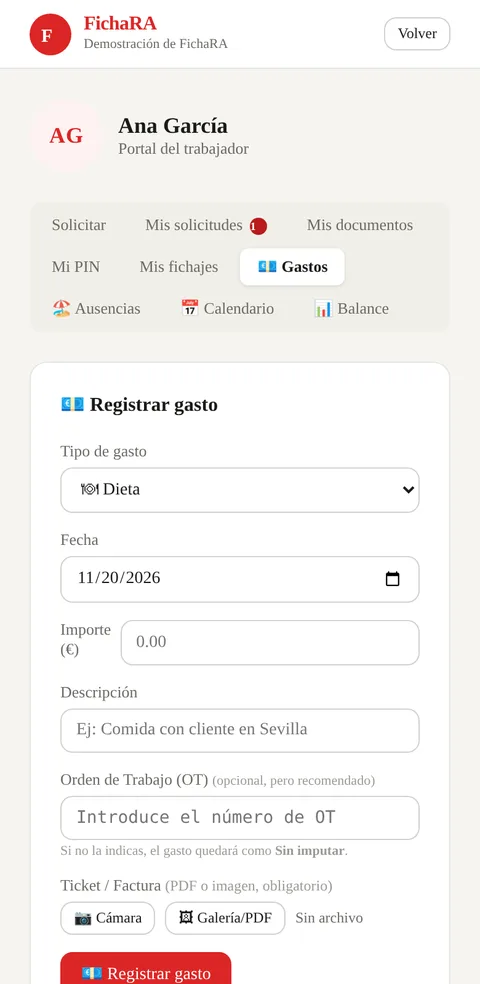 F
FichaRA
Demostración de FichaRA
Volver
AG
Ana García
Portal del trabajador
Solicitar
Mis solicitudes 1
Mis documentos
Mi PIN
Mis fichajes
💶 Gastos
🏖️ Ausencias
📅 Calendario
📊 Balance
💶 Registrar gasto
Tipo de gasto
🍽 Dieta
Fecha
11/20/2026
Importe
(€)
0.00
Descripción
Ej: Comida con cliente en Sevilla
Orden de Trabajo (OT) (opcional, pero recomendado)
Introduce el número de OT
Si no la indicas, el gasto quedará como Sin imputar.
Ticket / Factura (PDF o imagen, obligatorio)
📷 Cámara
🖼 Galería/PDF
Sin archivo
💶 Registrar gasto